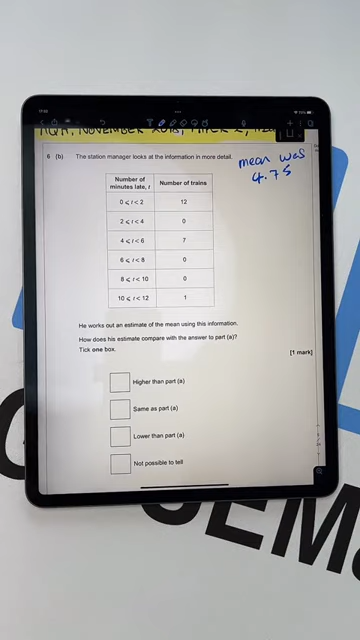 AQA, NOVEMBER 2018, PAPER 2,
6 (b) The station manager looks at the information in more detail.
mean was
4.75
Number of minutes late, t Number of trains
0 ⩽ t < 2 12
2 ⩽ t < 4 0
4 ⩽ t < 6 7
6 ⩽ t < 8 0
8 ⩽ t < 10 0
10 ⩽ t < 12 1
He works out an estimate of the mean using this information.
How does his estimate compare with the answer to part (a)?
Tick one box.
[1 mark]
Higher than part (a)
Same as part (a)
Lower than part (a)
Not possible to tell